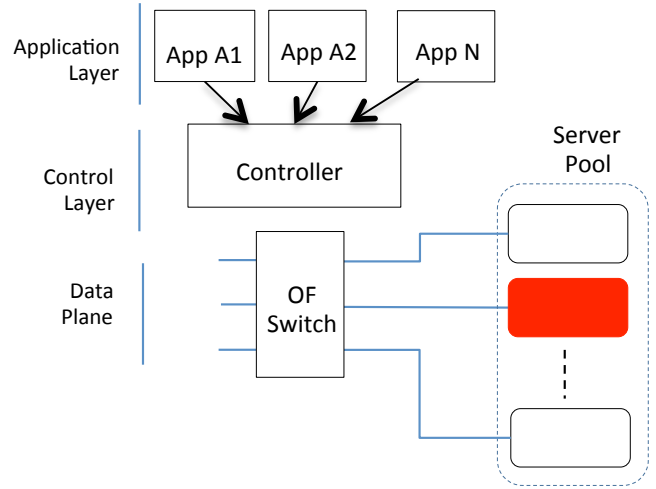 Application
Layer
App A1
App A2
App N
Control
Layer
Controller
Server
Pool
Data
Plane
OF
Switch